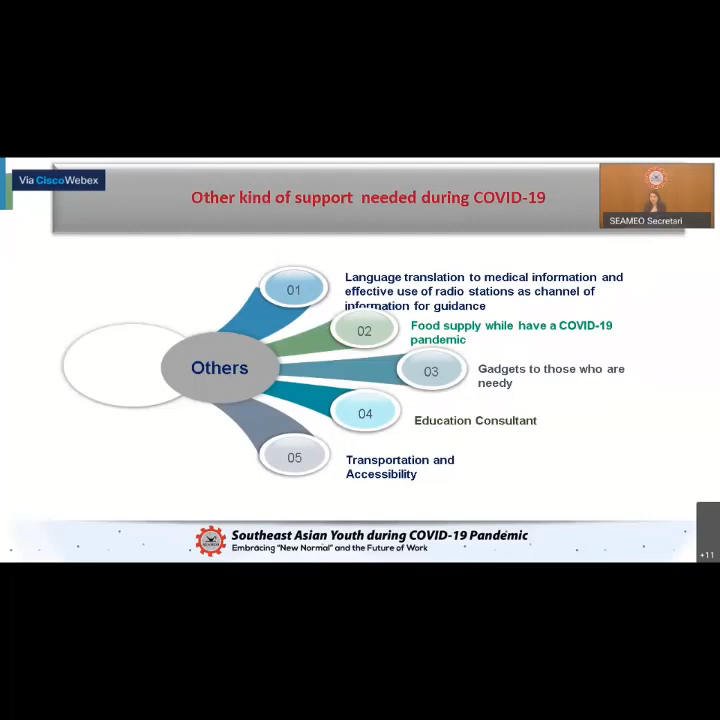 Via CiscoWebex
Other kind of support needed during COVID-19
SEAMEO Secretari
01
Language translation to medical information and
effective use of radio stations as channel of
information for guidance
02
Food supply while have a COVID-19
pandemic
Others
03
Gadgets to those who are
needy
04
Education Consultant
05
Transportation and
Accessibility
Southeast Asian Youth during COVID-19 Pandemic
Embracing "New Normal" and the Future of Work
+11